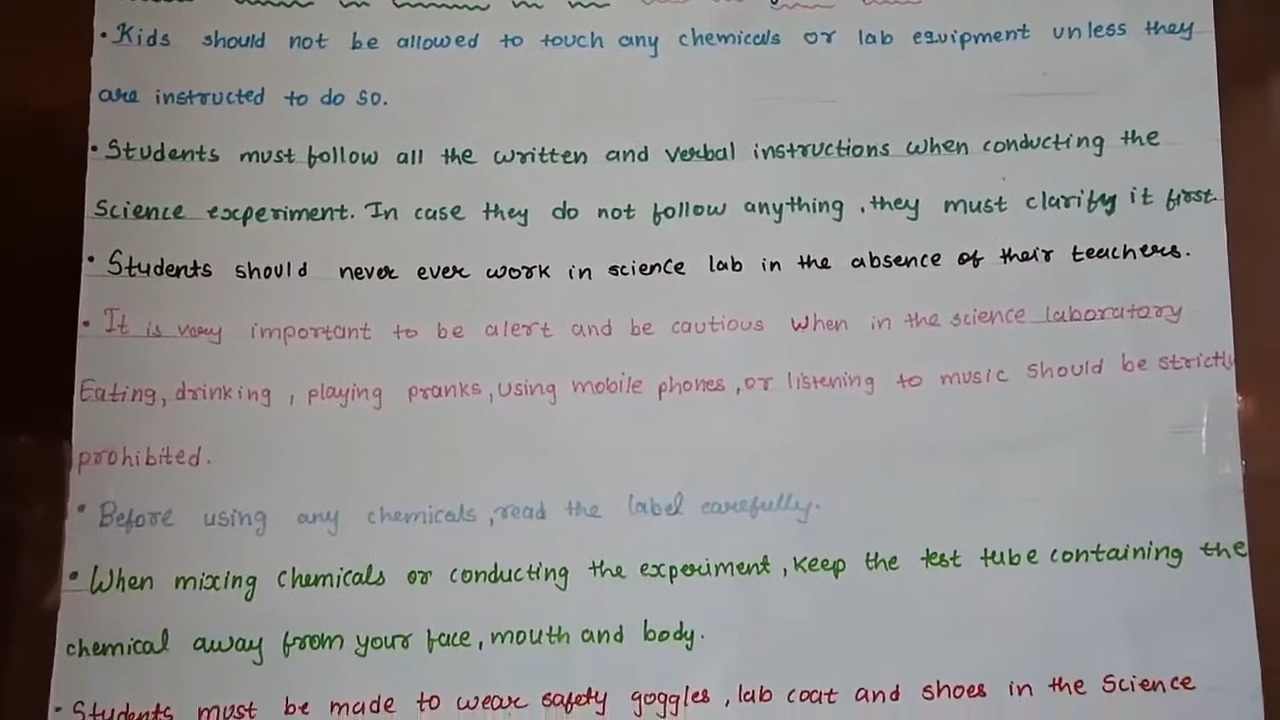 • Kids should not be allowed to touch any chemicals or lab equipment unless they
are instructed to do so.
• Students must follow all the written and verbal instructions when conducting the
Science experiment. In case they do not follow anything, they must clarify it first.
• Students should never ever work in science lab in the absence of their teachers.
• It is very important to be alert and be cautious when in the science laboratory
Eating, drinking, playing pranks, using mobile phones, or listening to music should be strictly
prohibited.
• Before using any chemicals, read the label carefully.
• When mixing chemicals or conducting the experiment, keep the test tube containing the
chemical away from your face, mouth and body.
• Students must be made to wear safety goggles, lab coat and shoes in the Science